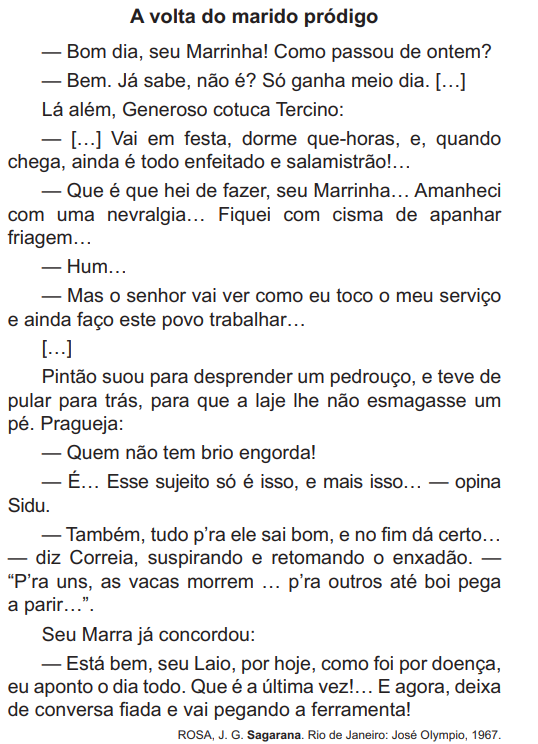 A volta do marido pródigo
— Bom dia, seu Marrinha! Como passou de ontem?
— Bem. Já sabe, não é? Só ganha meio dia. […]
Lá além, Generoso cotuca Tercino:
— […] Vai em festa, dorme que-horas, e, quando
chega, ainda é todo enfeitado e salamistrão!…
— Que é que hei de fazer, seu Marrinha… Amanheci
com uma nevralgia… Fiquei com cisma de apanhar
friagem…
— Hum…
— Mas o senhor vai ver como eu toco o meu serviço
e ainda faço este povo trabalhar…
[…]
Pintão suou para desprender um pedrouço, e teve de
pular para trás, para que a laje lhe não esmagasse um
pé. Pragueja:
— Quem não tem brio engorda!
— É… Esse sujeito só é isso, e mais isso… — opina
Sidu.
— Também, tudo p’ra ele sai bom, e no fim dá certo…
— diz Correia, suspirando e retomando o enxadão. —
“P’ra uns, as vacas morrem … p’ra outros até boi pega
a parir…”.
Seu Marra já concordou:
— Está bem, seu Laio, por hoje, como foi por doença,
eu aponto o dia todo. Que é a última vez!… E agora, deixa
de conversa fiada e vai pegando a ferramenta!
ROSA, J. G. Sagarana. Rio de Janeiro: José Olympio, 1967.